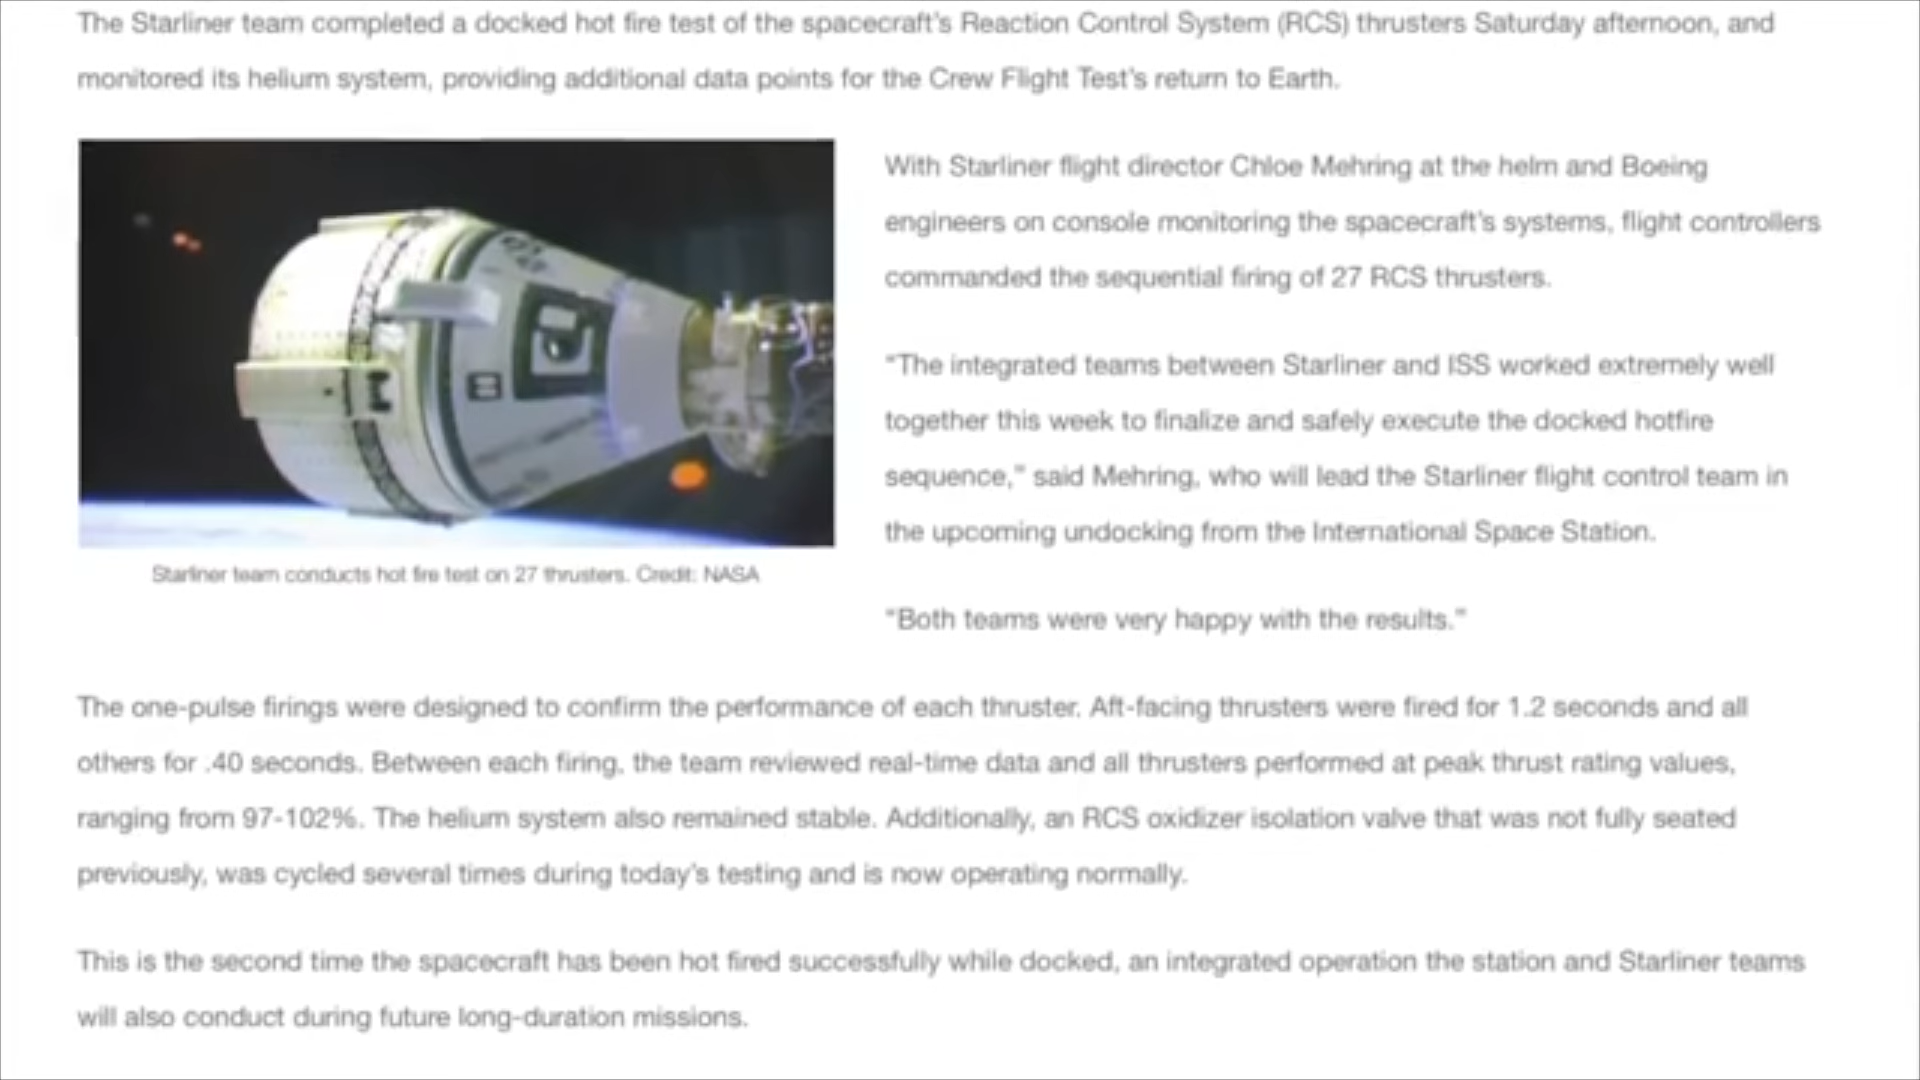 The Starliner team completed a docked hot fire test of the spacecraft's Reaction Control System (RCS) thrusters Saturday afternoon, and
monitored its helium system, providing additional data points for the Crew Flight Test's return to Earth.
Starliner team conducts hot fire test on 27 thrusters. Credit: NASA
With Starliner flight director Chloe Mehring at the helm and Boeing
engineers on console monitoring the spacecraft's systems, flight controllers
commanded the sequential firing of 27 RCS thrusters.
"The integrated teams between Starliner and ISS worked extremely well
together this week to finalize and safely execute the docked hotfire
sequence," said Mehring, who will lead the Starliner flight control team in
the upcoming undocking from the International Space Station.
"Both teams were very happy with the results."
The one-pulse firings were designed to confirm the performance of each thruster. Aft-facing thrusters were fired for 1.2 seconds and all
others for .40 seconds. Between each firing, the team reviewed real-time data and all thrusters performed at peak thrust rating values,
ranging from 97-102%. The helium system also remained stable. Additionally, an RCS oxidizer isolation valve that was not fully seated
previously, was cycled several times during today's testing and is now operating normally.
This is the second time the spacecraft has been hot fired successfully while docked, an integrated operation the station and Starliner teams
will also conduct during future long-duration missions.